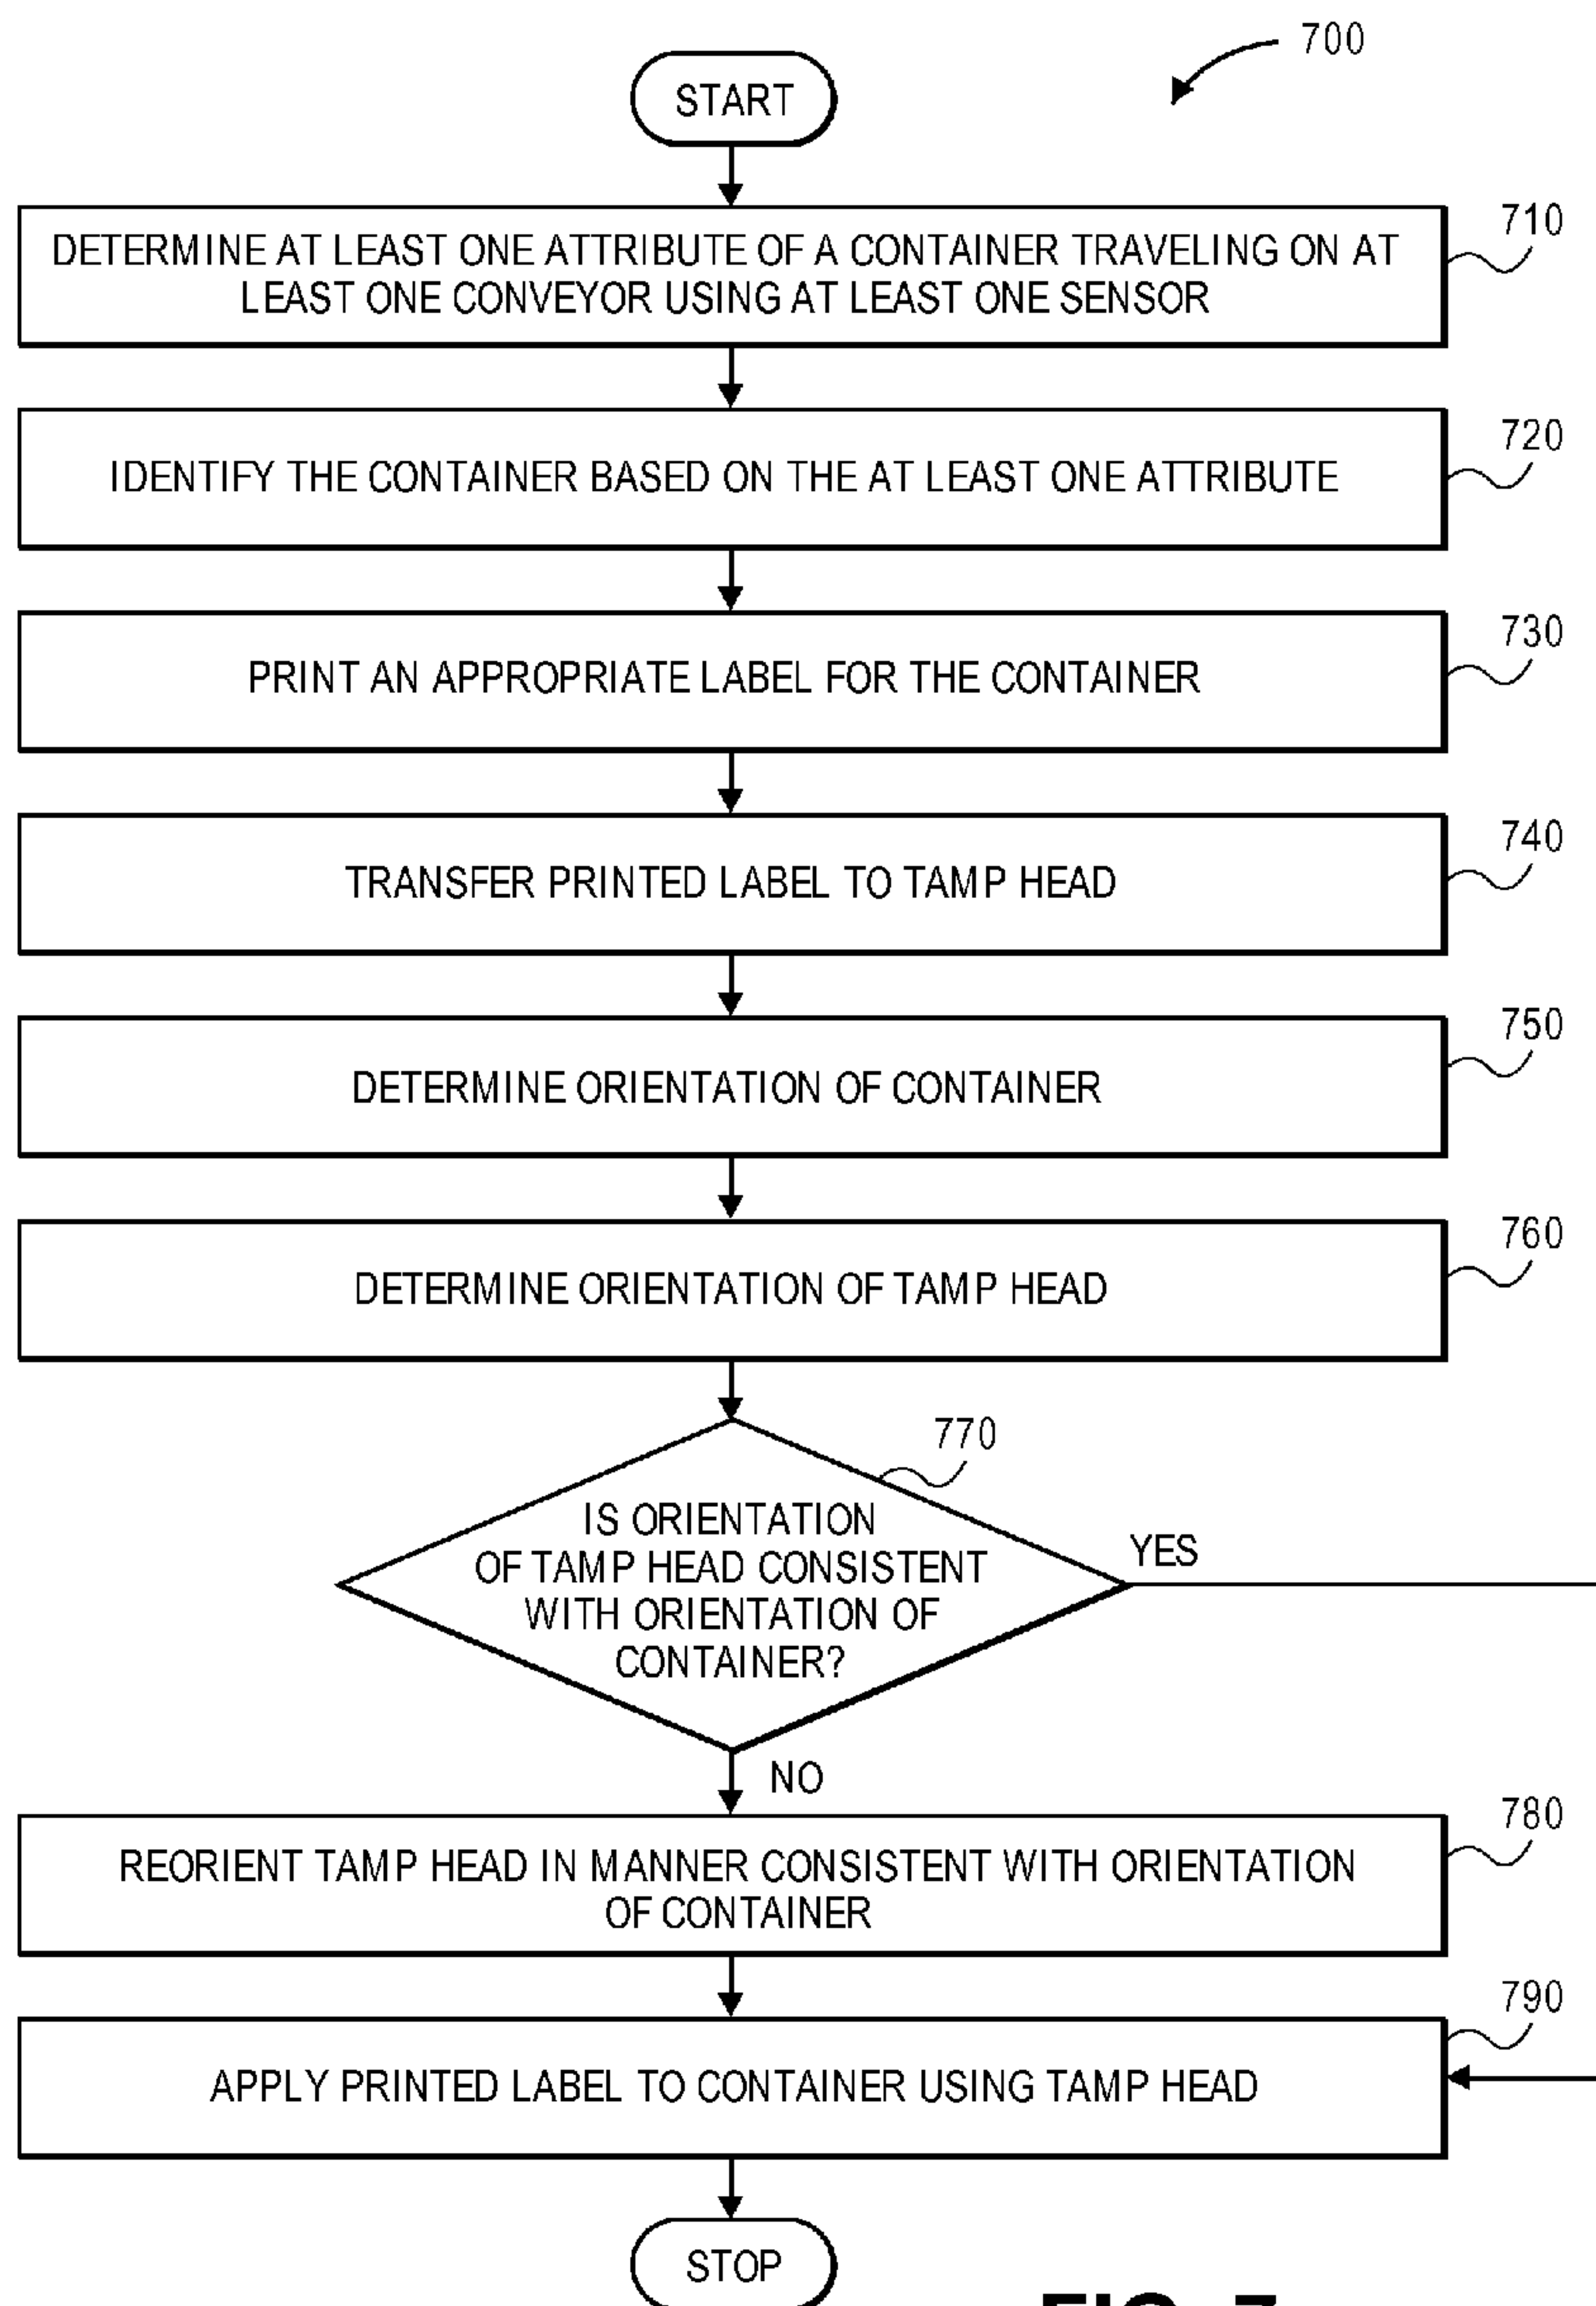 700
START
710
DETERMINE AT LEAST ONE ATTRIBUTE OF A CONTAINER TRAVELING ON AT
LEAST ONE CONVEYOR USING AT LEAST ONE SENSOR
720
IDENTIFY THE CONTAINER BASED ON THE AT LEAST ONE ATTRIBUTE
730
PRINT AN APPROPRIATE LABEL FOR THE CONTAINER
740
TRANSFER PRINTED LABEL TO TAMP HEAD
750
DETERMINE ORIENTATION OF CONTAINER
760
DETERMINE ORIENTATION OF TAMP HEAD
770
IS ORIENTATION
OF TAMP HEAD CONSISTENT
WITH ORIENTATION OF
CONTAINER?
YES
NO
780
REORIENT TAMP HEAD IN MANNER CONSISTENT WITH ORIENTATION
OF CONTAINER
790
APPLY PRINTED LABEL TO CONTAINER USING TAMP HEAD
STOP